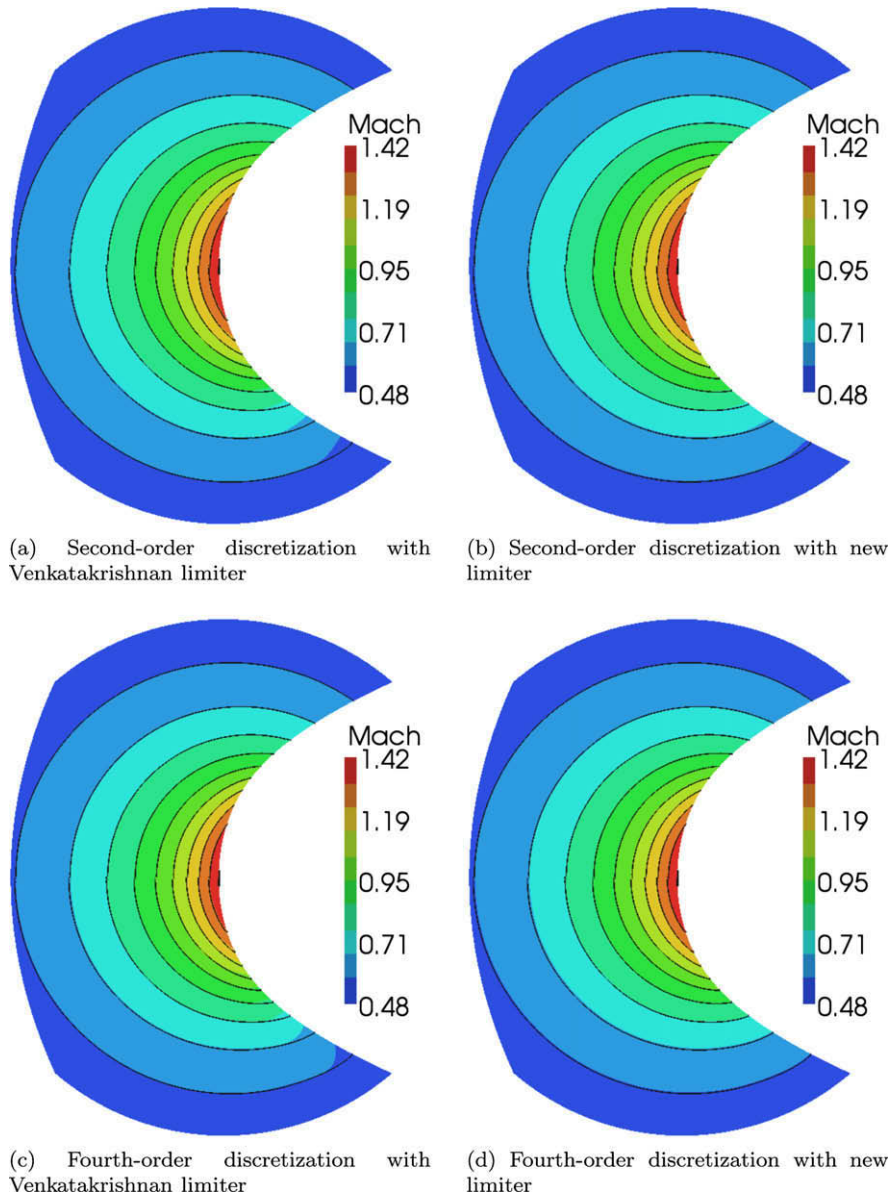 Mach
1.42
1.19
0.95
0.71
0.48
Mach
1.42
1.19
0.95
0.71
0.48
(a) Second-order discretization with
Venkatakrishnan limiter
(b) Second-order discretization with new
limiter
Mach
1.42
1.19
0.95
0.71
0.48
Mach
1.42
1.19
0.95
0.71
0.48
(c) Fourth-order discretization with
Venkatakrishnan limiter
(d) Fourth-order discretization with new
limiter